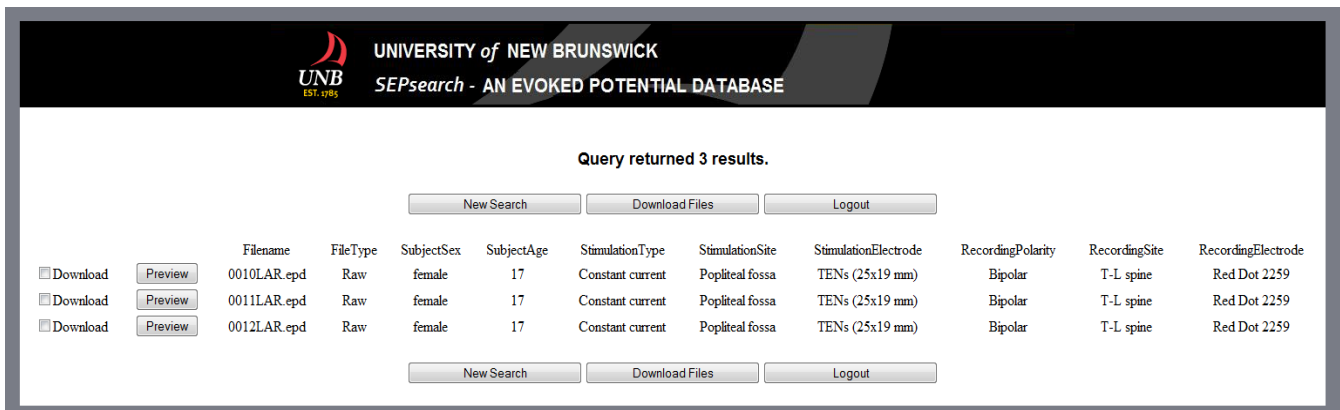 UNIVERSITY of NEW BRUNSWICK
UNB
EST. 1785
SEPsearch - AN EVOKED POTENTIAL DATABASE
Query returned 3 results.
New Search Download Files Logout
Filename FileType SubjectSex SubjectAge StimulationType StimulationSite StimulationElectrode RecordingPolarity RecordingSite RecordingElectrode
Download Preview 0010LAR.epd Raw female 17 Constant current Popliteal fossa TENs (25x19 mm) Bipolar T-L spine Red Dot 2259
Download Preview 0011LAR.epd Raw female 17 Constant current Popliteal fossa TENs (25x19 mm) Bipolar T-L spine Red Dot 2259
Download Preview 0012LAR.epd Raw female 17 Constant current Popliteal fossa TENs (25x19 mm) Bipolar T-L spine Red Dot 2259
New Search Download Files Logout